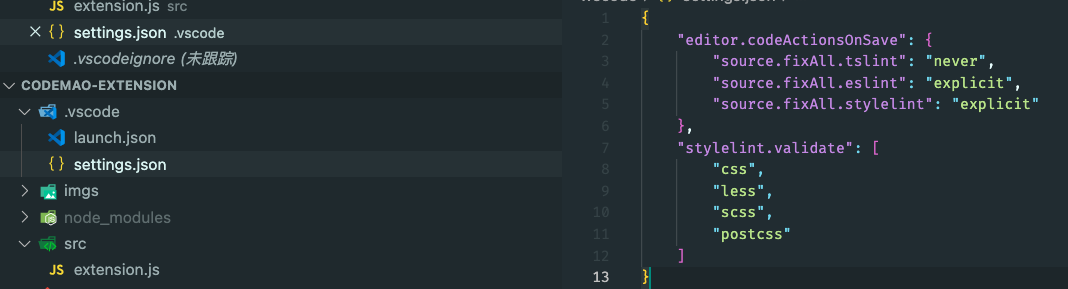 JS extension.js src
{} settings.json .vscode
.vscodeignore (未跟踪)
CODEMAO-EXTENSION
.vscode
launch.json
{} settings.json
imgs
node_modules
src
JS extension.js
1 {
2 "editor.codeActionsOnSave": {
3 "source.fixAll.tslint": "never",
4 "source.fixAll.eslint": "explicit",
5 "source.fixAll.stylelint": "explicit"
6 },
7 "stylelint.validate": [
8 "css",
9 "less",
10 "scss",
11 "postcss"
12 ]
13 }